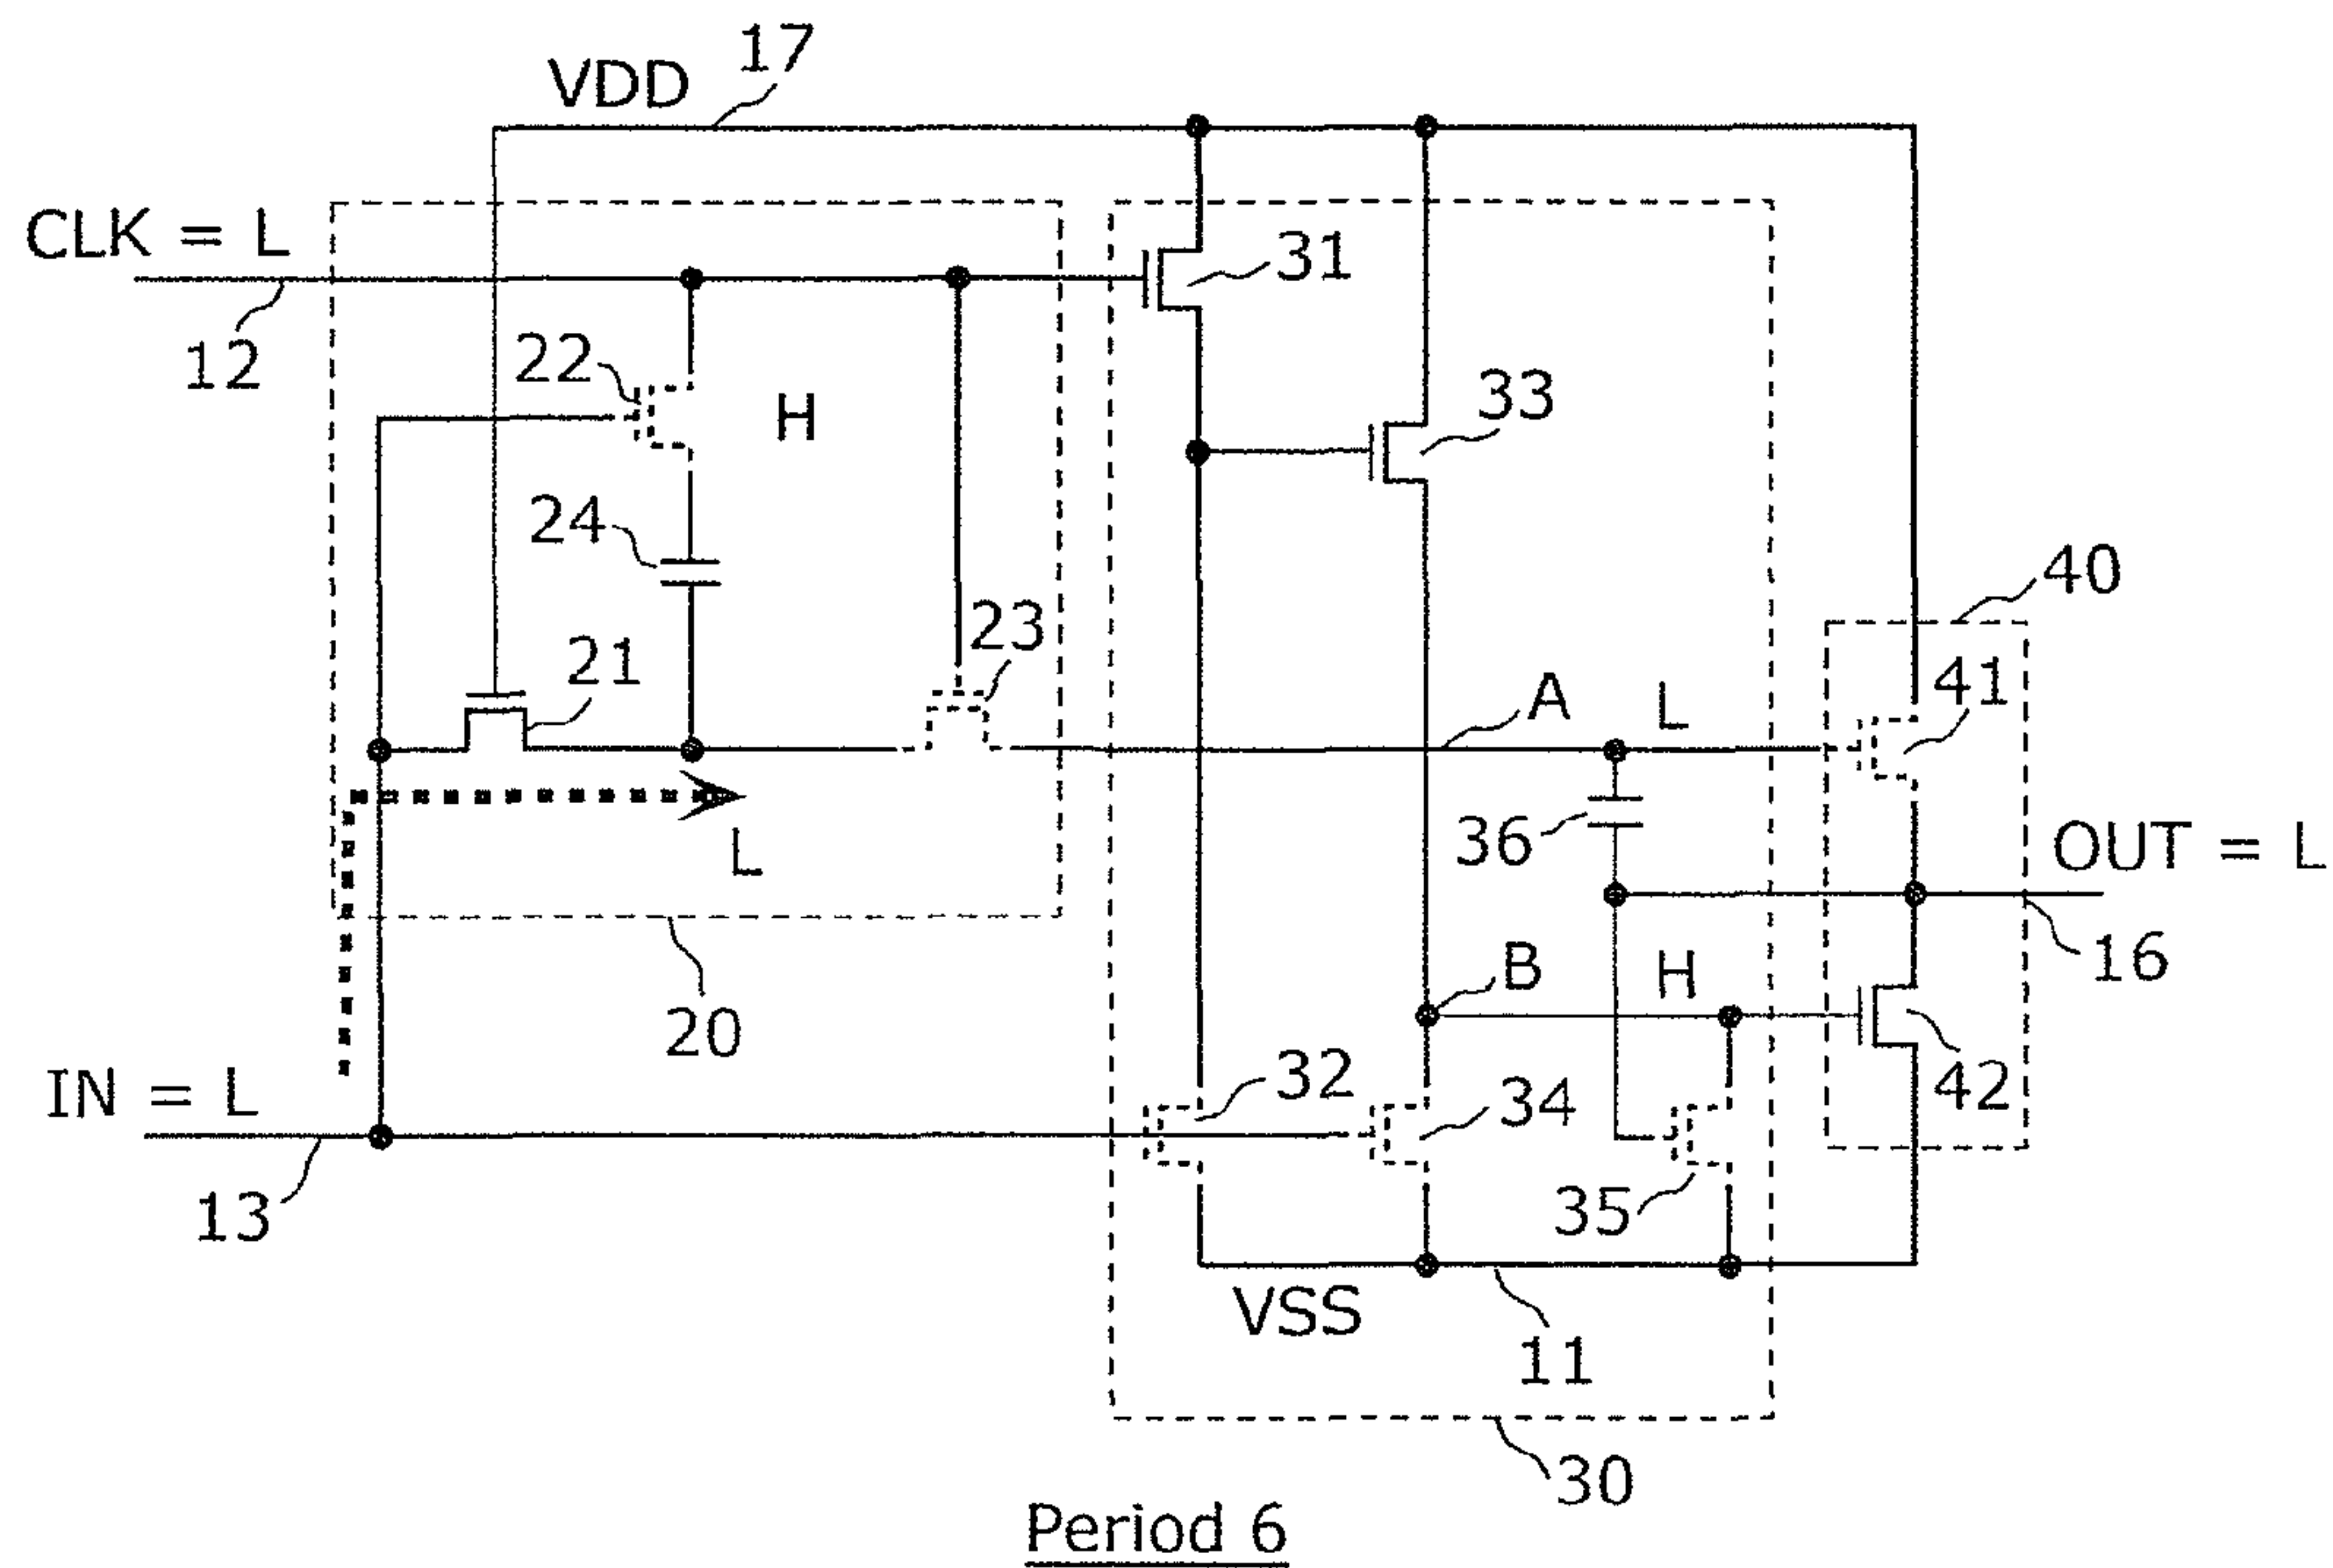 17
VDD
CLK = L
12
31
22
H
33
24
40
23
21
A
L
41
36
OUT = L
L
B
H
16
20
32
34
42
IN = L
13
35
VSS
11
30
Period 6